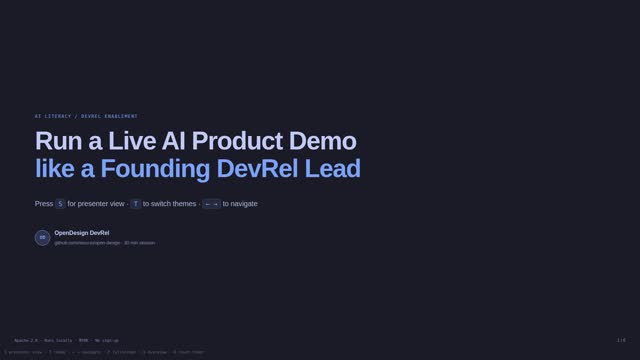 AI LITERACY / DEVREL ENABLEMENT
Run a Live AI Product Demo
like a Founding DevRel Lead
Press S for presenter view · T to switch themes · ← → to navigate
OpenDesign DevRel
30 min session
Apache-2.0 · Runs locally · BYOK · No sign-up